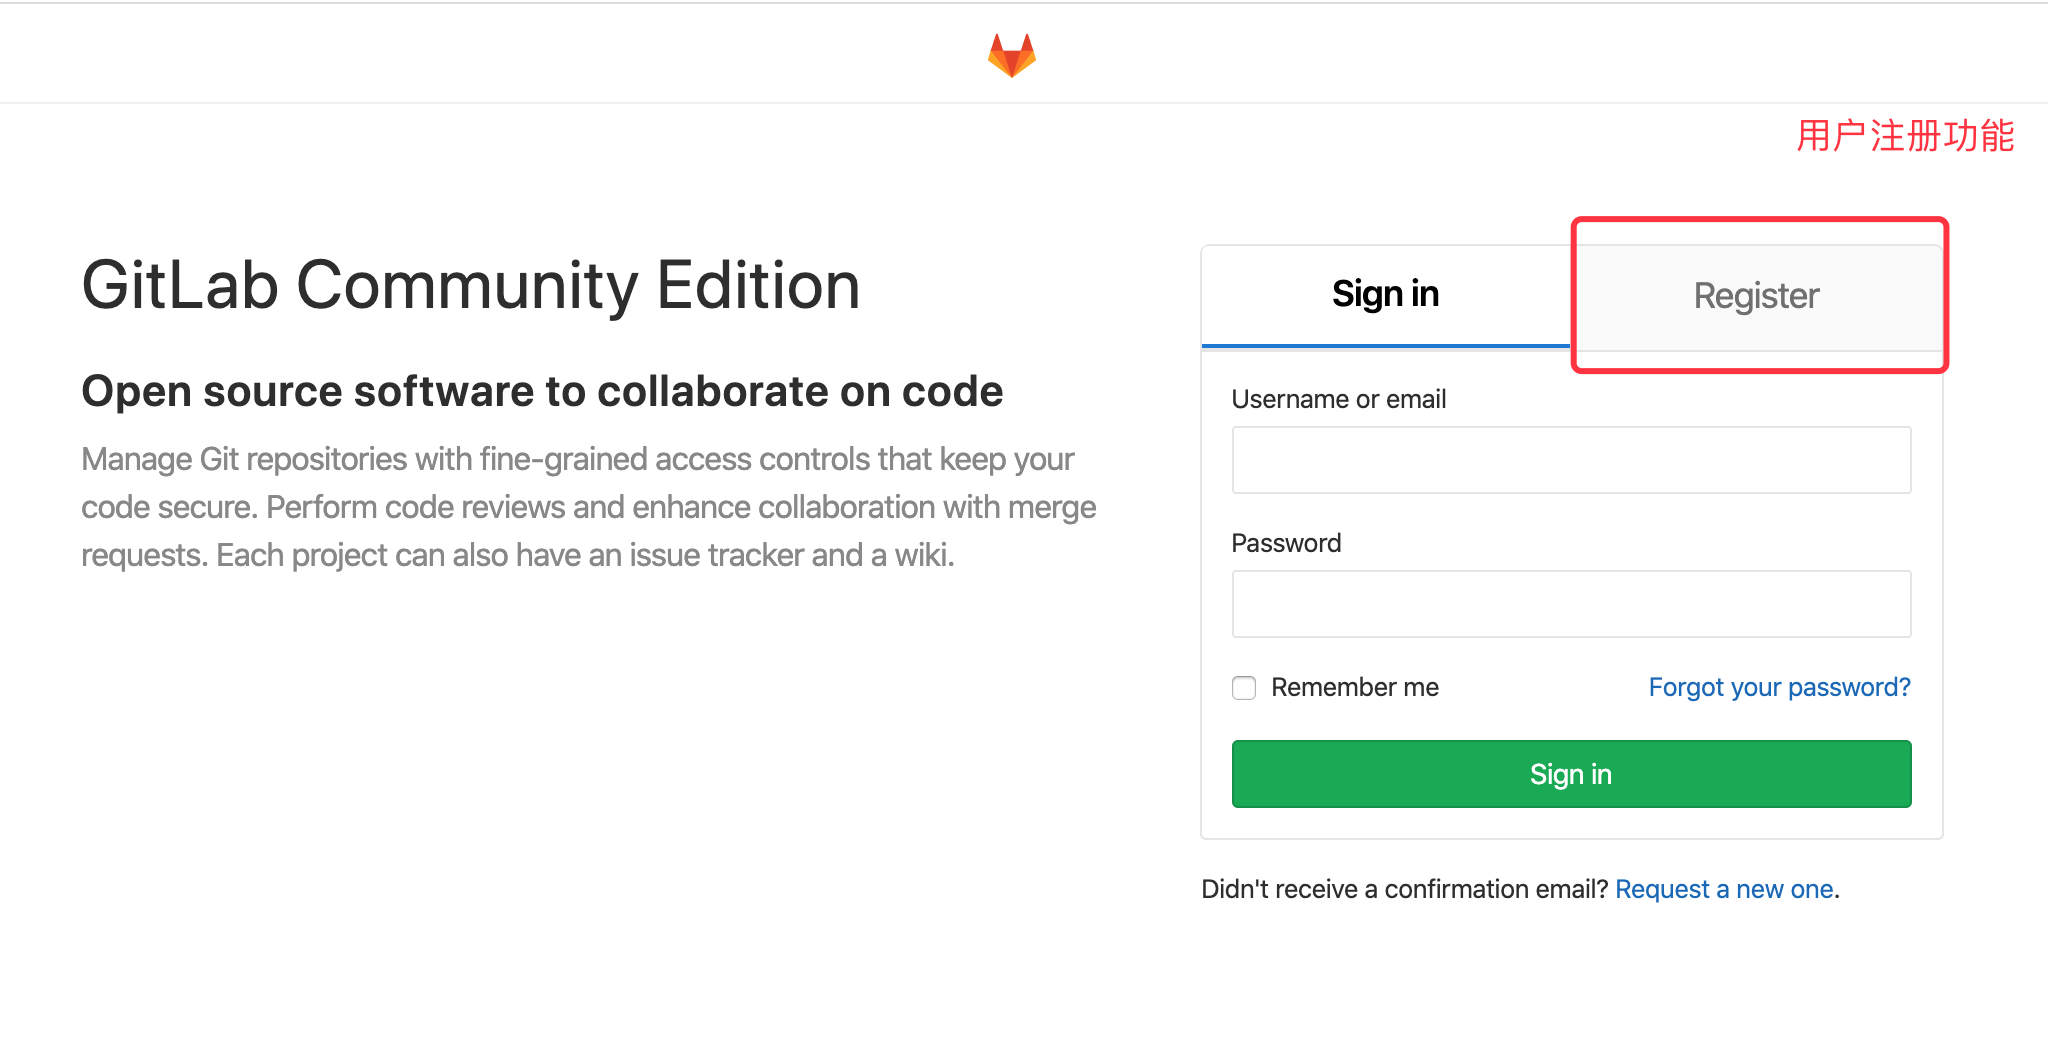 用户注册功能
GitLab Community Edition
Open source software to collaborate on code
Manage Git repositories with fine-grained access controls that keep your
code secure. Perform code reviews and enhance collaboration with merge
requests. Each project can also have an issue tracker and a wiki.
Sign in
Register
Username or email
Password
Remember me
Forgot your password?
Sign in
Didn't receive a confirmation email? Request a new one.